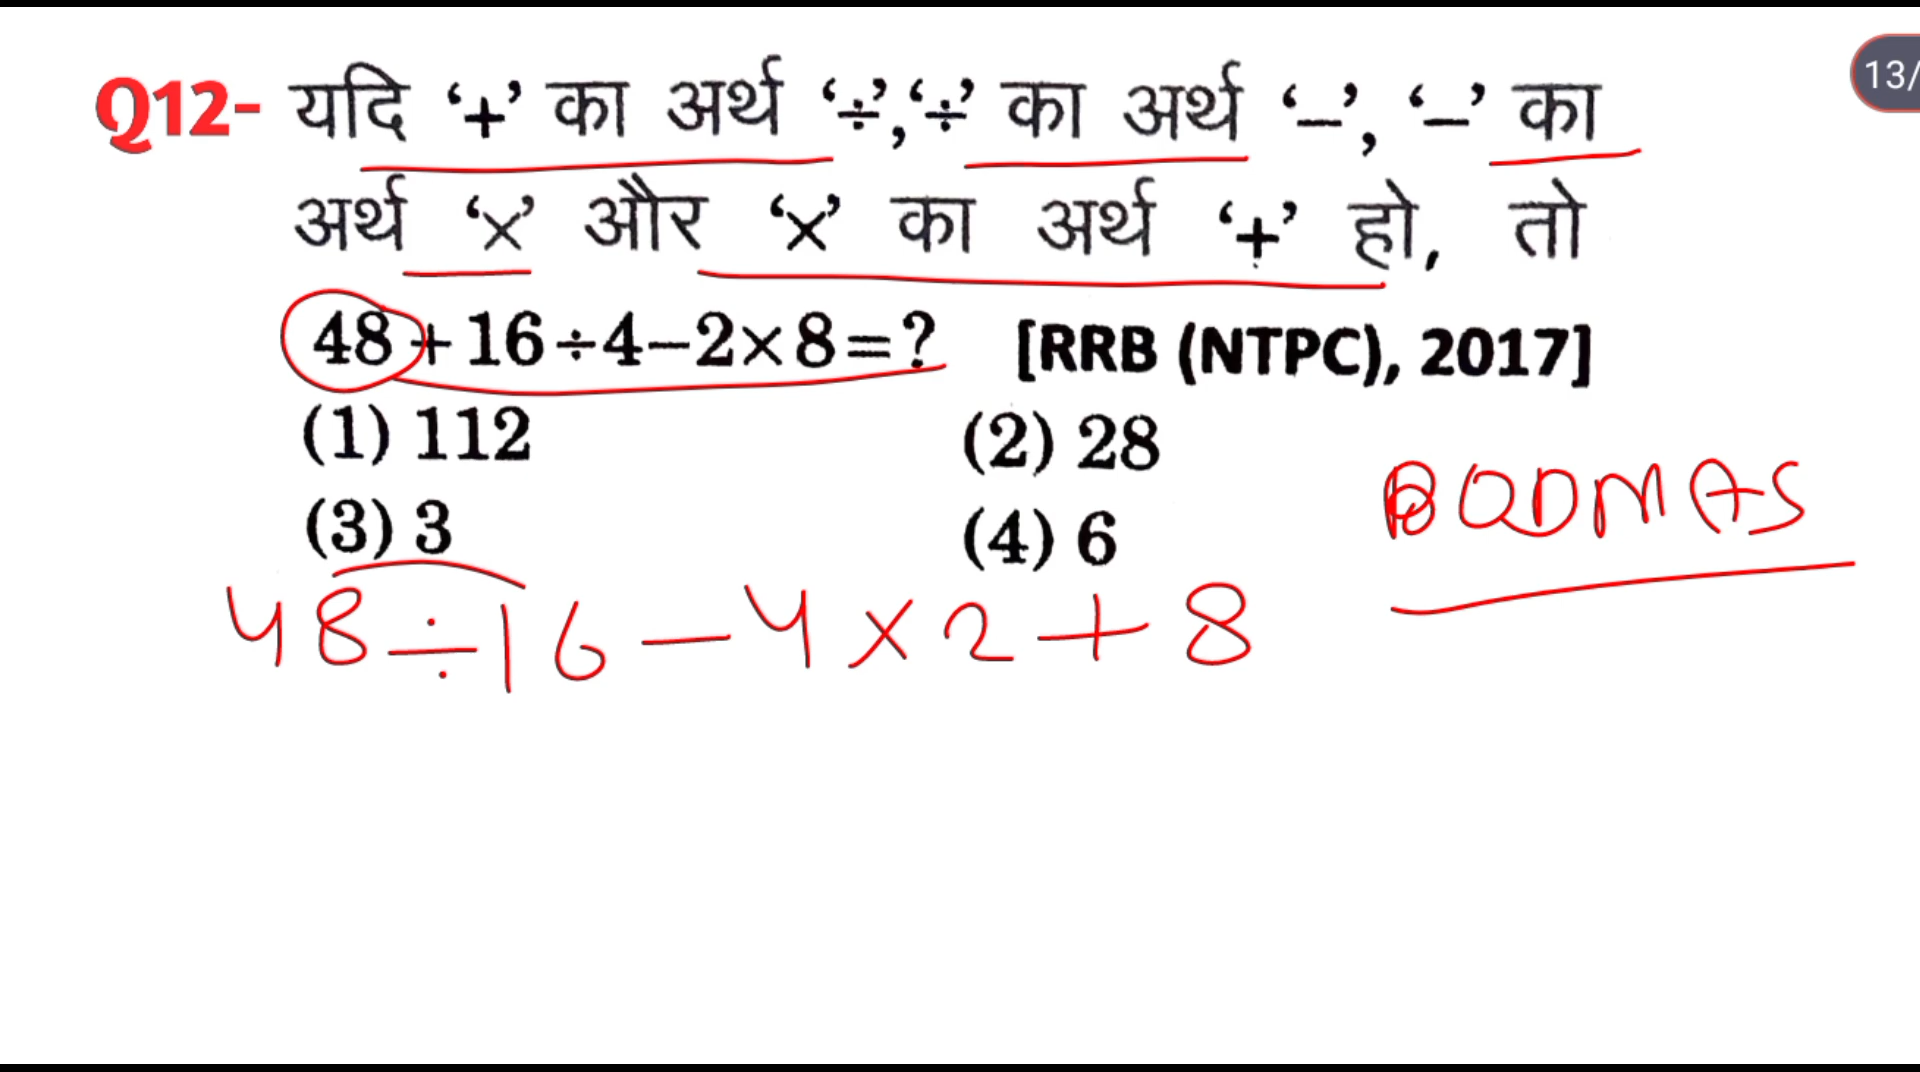 13/
Q12- यदि ‘+’ का अर्थ ‘÷’,‘÷’ का अर्थ ‘–’, ‘–’ का
अर्थ ‘×’ और ‘×’ का अर्थ ‘+’ हो, तो
48+16÷4–2×8=? [RRB (NTPC), 2017]
(1) 112 (2) 28
(3) 3 (4) 6
BODMAS
48÷16–4×2+8